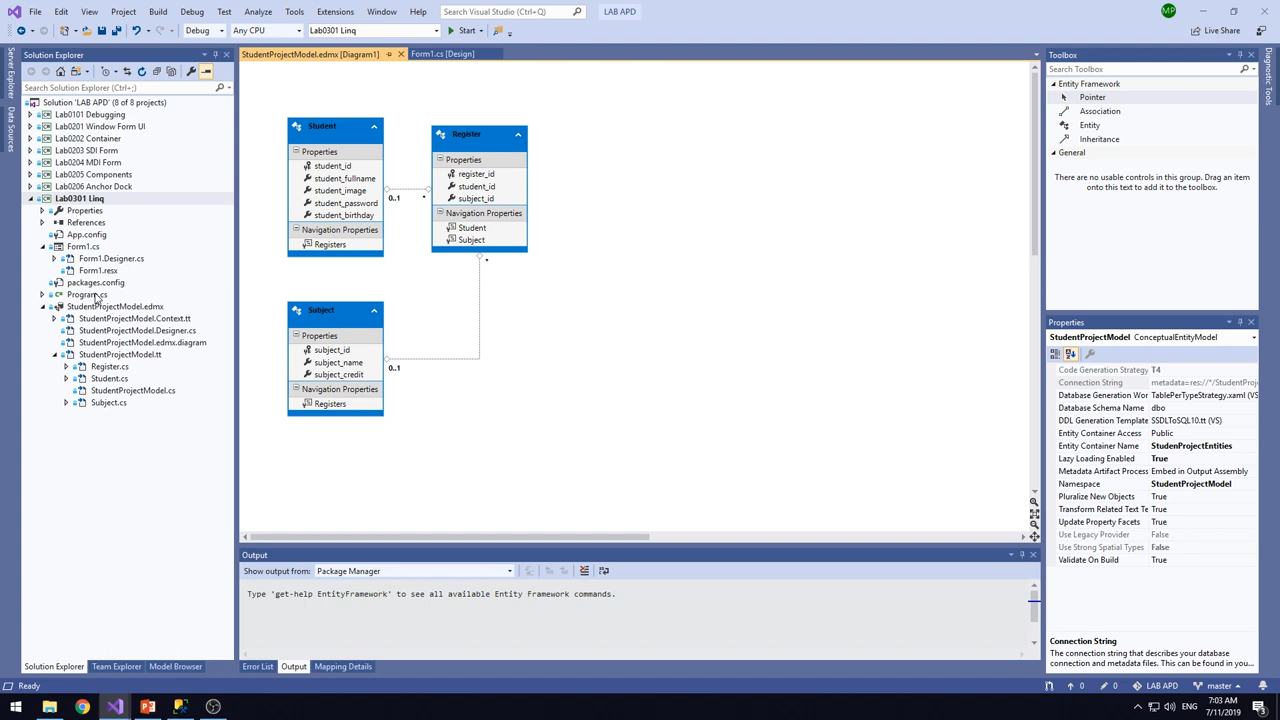 File Edit View Project Build Debug Team Test Analyze Tools Extensions Window Help Search Visual Studio (Ctrl+Q) LAB APD MP
Debug Any CPU Lab0301 Linq Start Live Share
Server Explorer
Data Sources
Solution Explorer
Search Solution Explorer (Ctrl+;)
Solution 'LAB APD' (8 of 8 projects)
Lab0101 Debugging
Lab0201 Window Form UI
Lab0202 Container
Lab0203 SDI Form
Lab0204 MDI Form
Lab0205 Components
Lab0206 Anchor Dock
Lab0301 Linq
Properties
References
App.config
Form1.cs
Form1.Designer.cs
Form1.resx
packages.config
Program.cs
StudentProjectModel.edmx
StudentProjectModel.Context.tt
StudentProjectModel.Designer.cs
StudentProjectModel.edmx.diagram
StudentProjectModel.tt
Register.cs
Student.cs
StudentProjectModel.cs
Subject.cs
Solution Explorer Team Explorer Model Browser
StudentProjectModel.edmx [Diagram1] Form1.cs [Design]
Student
Properties
student_id
student_fullname
student_image
student_password
student_birthday
Navigation Properties
Registers
0..1 *
Register
Properties
register_id
student_id
subject_id
Navigation Properties
Student
Subject
*
Subject
Properties
subject_id
subject_name
subject_credit
Navigation Properties
Registers
0..1
Output
Show output from: Package Manager
Type 'get-help EntityFramework' to see all available Entity Framework commands.
Error List Output Mapping Details
Toolbox
Search Toolbox
Entity Framework
Pointer
Association
Entity
Inheritance
General
There are no usable controls in this group. Drag an item
onto this text to add it to the toolbox.
Diagnostic Tools
Properties
StudentProjectModel ConceptualEntityModel
Code Generation Strategy T4
Connection String metadata=res://*/StudentProje
Database Generation Wor TablePerTypeStrategy.xaml (VS
Database Schema Name dbo
DDL Generation Template SSDLToSQL10.tt (VS)
Entity Container Access Public
Entity Container Name StudenProjectEntities
Lazy Loading Enabled True
Metadata Artifact Process Embed in Output Assembly
Namespace StudentProjectModel
Pluralize New Objects True
Transform Related Text Te True
Update Property Facets True
Use Legacy Provider False
Use Strong Spatial Types False
Validate On Build True
Connection String
The connection string describes your database
connection and metadata files. This can be found in you...
Ready 0 0 LAB APD master
ENG 7:03 AM
7/11/2019 3